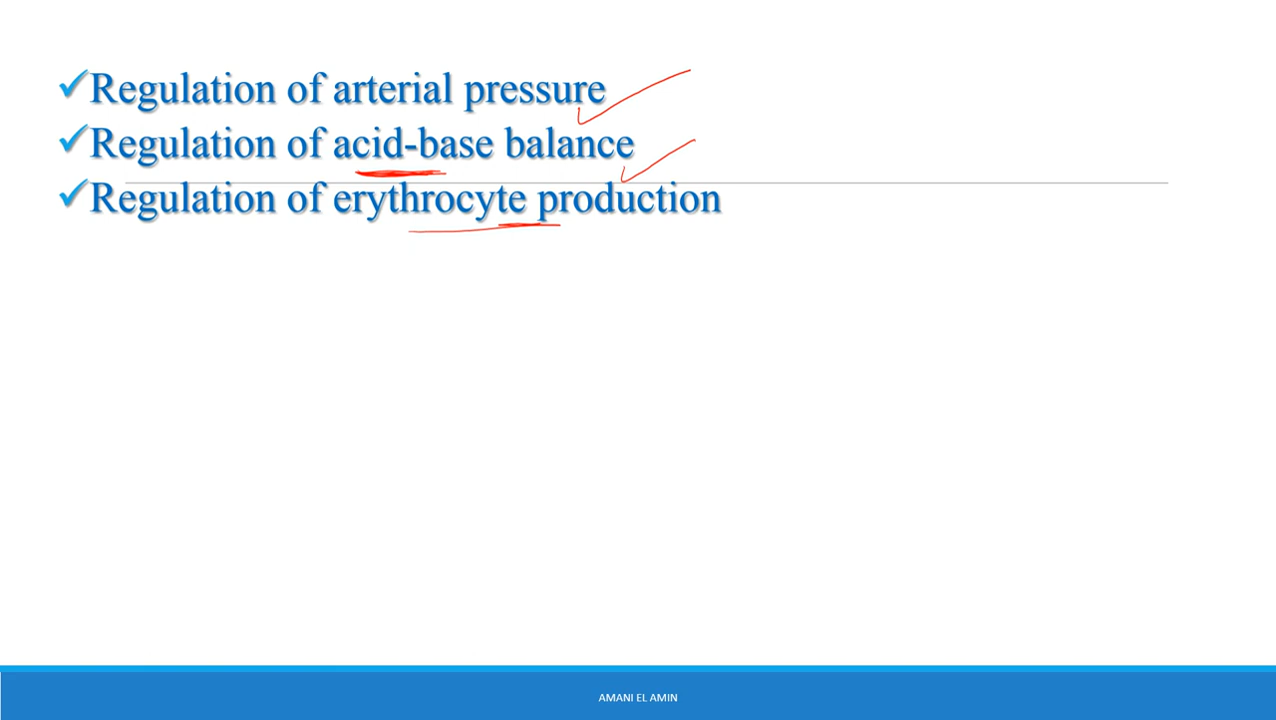 ✓Regulation of arterial pressure
✓Regulation of acid-base balance
✓Regulation of erythrocyte production
AMANI EL AMIN